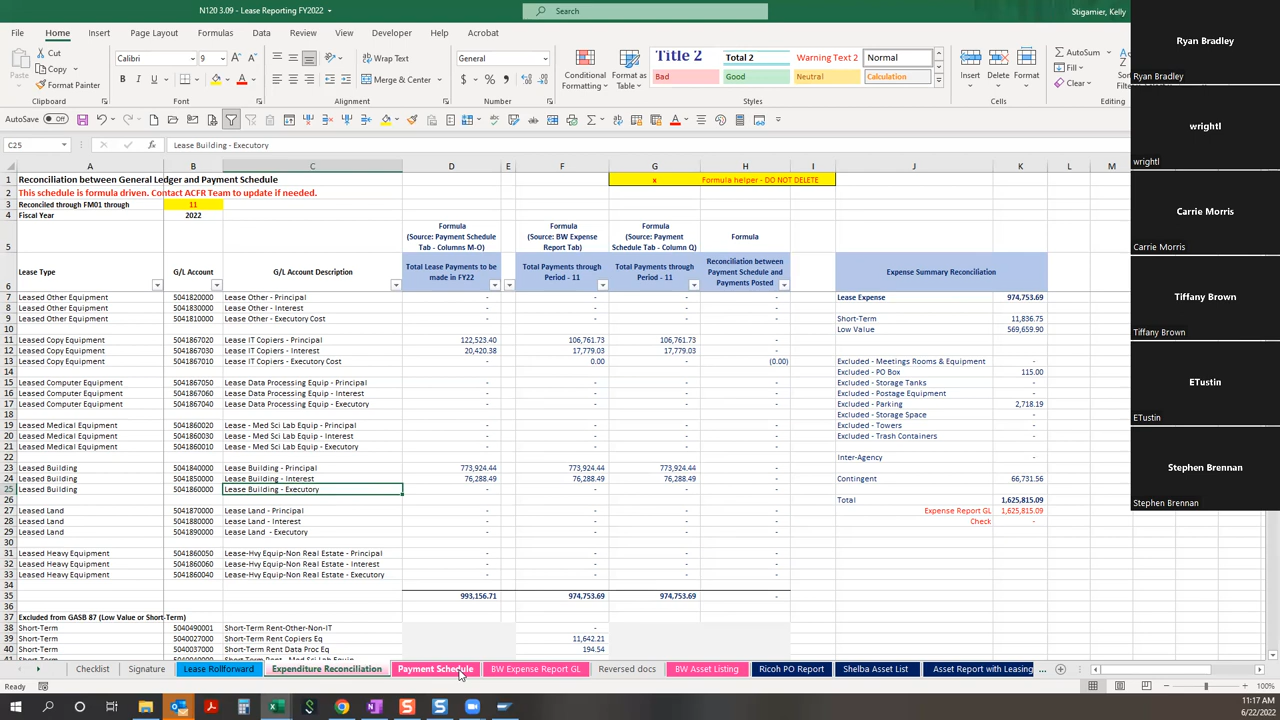 N120 3.09 - Lease Reporting FY2022
Search
Stigamier, Kelly
File Home Insert Page Layout Formulas Data Review View Developer Help Acrobat
Cut
Copy
Format Painter
Paste
Clipboard
Calibri 9
B I U
Font
Merge & Center
Alignment
General
$ % ,
Number
Conditional Formatting
Format as Table
Title 2 Total 2 Warning Text 2 Normal
Bad Good Neutral Calculation
Styles
Insert Delete Format
Cells
AutoSum
Fill
Clear
Editing
AutoSave Off
C25 Lease Building - Executory
A B C D E F G H I J K L M
1 Reconciliation between General Ledger and Payment Schedule x Formula helper - DO NOT DELETE
2 This schedule is formula driven. Contact ACFR Team to update if needed.
3 Reconciled through FM01 through 11
4 Fiscal Year 2022
5 Formula (Source: Payment Schedule Tab - Columns M-O) Formula (Source: BW Expense Report Tab) Formula (Source: Payment Schedule Tab - Column Q) Formula
6 Lease Type G/L Account G/L Account Description Total Lease Payments to be made in FY22 Total Payments through Period - 11 Total Payments through Period - 11 Reconciliation between Payment Schedule and Payments Posted Expense Summary Reconciliation
7 Leased Other Equipment 5041820000 Lease Other - Principal - - - - Lease Expense 974,753.69
8 Leased Other Equipment 5041830000 Lease Other - Interest - - - -
9 Leased Other Equipment 5041810000 Lease Other - Executory Cost - - - - Short-Term 11,836.75
10 Low Value 569,659.90
11 Leased Copy Equipment 5041867020 Lease IT Copiers - Principal 122,523.40 106,761.73 106,761.73 -
12 Leased Copy Equipment 5041867030 Lease IT Copiers - Interest 20,420.38 17,779.03 17,779.03 -
13 Leased Copy Equipment 5041867010 Lease IT Copiers - Executory Cost - 0.00 - (0.00) Excluded - Meetings Rooms & Equipment -
14 Excluded - PO Box 115.00
15 Leased Computer Equipment 5041867050 Lease Data Processing Equip - Principal - - - - Excluded - Storage Tanks -
16 Leased Computer Equipment 5041867060 Lease Data Processing Equip - Interest - - - - Excluded - Postage Equipment -
17 Leased Computer Equipment 5041867040 Lease Data Processing Equip - Executory - - - - Excluded - Parking 2,718.19
18 Excluded - Storage Space -
19 Leased Medical Equipment 5041860020 Lease - Med Sci Lab Equip - Principal - - - - Excluded - Towers -
20 Leased Medical Equipment 5041860030 Lease - Med Sci Lab Equip - Interest - - - - Excluded - Trash Containers -
21 Leased Medical Equipment 5041860010 Lease - Med Sci Lab Equip - Executory - - - -
22 Inter-Agency -
23 Leased Building 5041840000 Lease Building - Principal 773,924.44 773,924.44 773,924.44 -
24 Leased Building 5041850000 Lease Building - Interest 76,288.49 76,288.49 76,288.49 - Contingent 66,731.56
25 Leased Building 5041860000 Lease Building - Executory - - - -
26 Total 1,625,815.09
27 Leased Land 5041870000 Lease Land - Principal - - - - Expense Report GL 1,625,815.09
28 Leased Land 5041880000 Lease Land - Interest - - - - Check -
29 Leased Land 5041890000 Lease Land - Executory - - - -
30
31 Leased Heavy Equipment 5041860050 Lease-Hvy Equip-Non Real Estate - Principal - - - -
32 Leased Heavy Equipment 5041860060 Lease-Hvy Equip-Non Real Estate - Interest - - - -
33 Leased Heavy Equipment 5041860040 Lease-Hvy Equip-Non Real Estate - Executory - - - -
34
35 993,156.71 974,753.69 974,753.69 -
36
37 Excluded from GASB 87 (Low Value or Short-Term)
38 Short-Term 5040490001 Short-Term Rent-Other-Non-IT -
39 Short-Term 5040630001 Short-Term Rent Copiers Eq 11,642.21
Short-Term Rent Data Proc Eq 194.54
Checklist Signature Lease Rollforward Expenditure Reconciliation Payment Schedule BW Expense Report GL Reversed docs BW Asset Listing Ricoh PO Report Shelba Asset List Asset Report with Leasing ...
Ready
100%
11:17 AM
6/22/2022
Ryan Bradley
Ryan Bradley
wrightl
wrightl
Carrie Morris
Carrie Morris
Tiffany Brown
Tiffany Brown
ETustin
ETustin
Stephen Brennan
Stephen Brennan